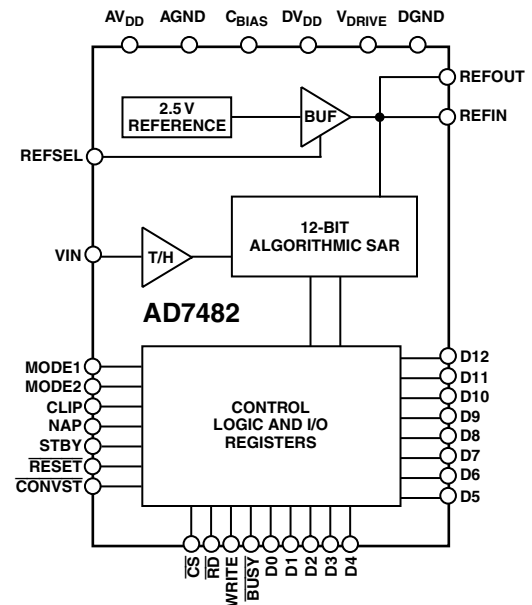 AVDD AGND CBIAS DVDD VDRIVE DGND
REFOUT
2.5 V
REFERENCE
BUF
REFIN
REFSEL
12-BIT
ALGORITHMIC SAR
VIN
T/H
AD7482
MODE1
MODE2
CLIP
NAP
STBY
RESET
CONVST
CONTROL
LOGIC AND I/O
REGISTERS
D12
D11
D10
D9
D8
D7
D6
D5
CS
RD
WRITE
BUSY
D0
D1
D2
D3
D4